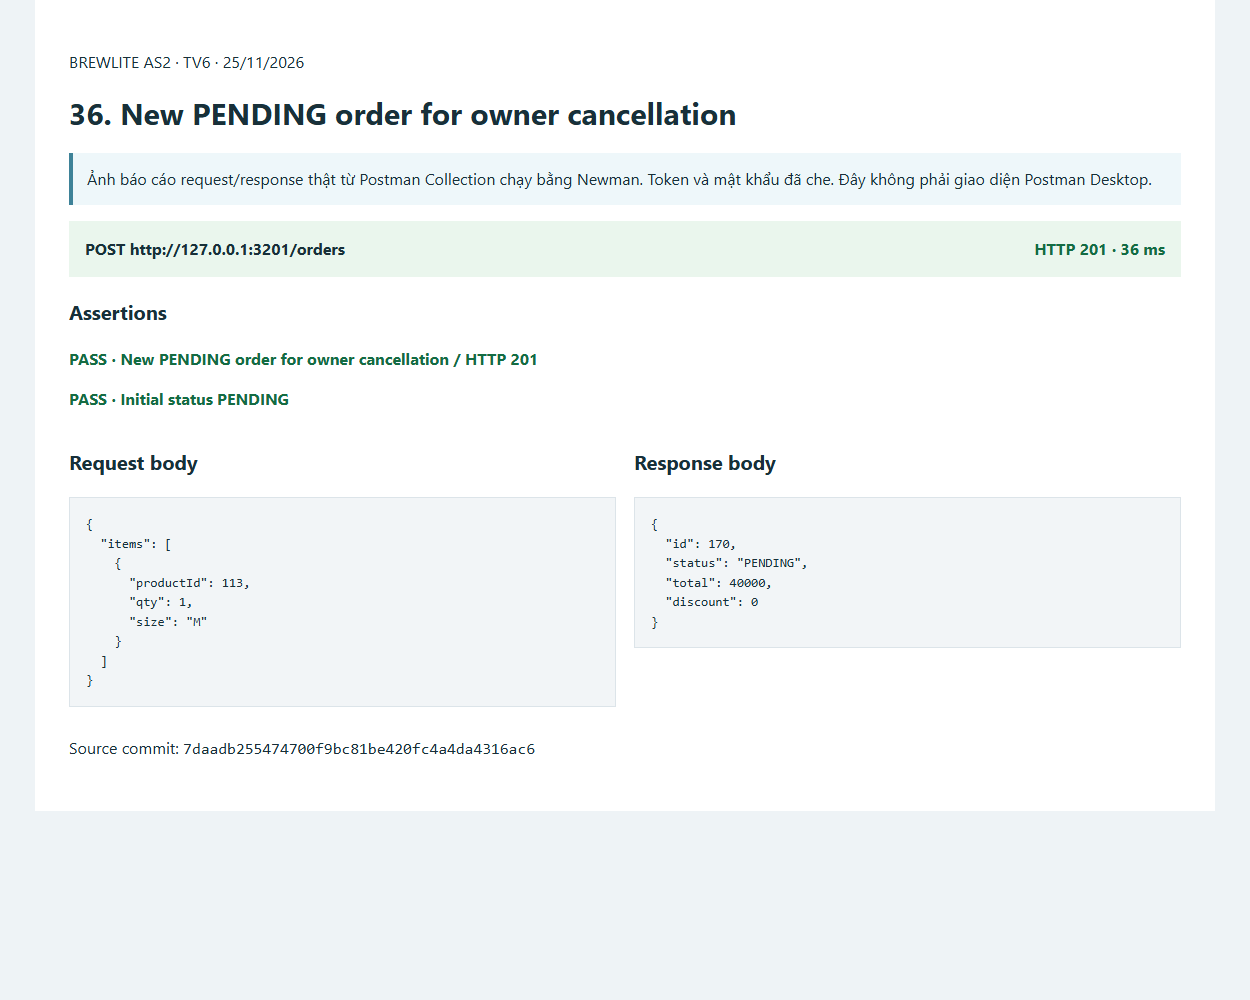 BREWLITE AS2 · TV6 · 25/11/2026
36. New PENDING order for owner cancellation
Ảnh báo cáo request/response thật từ Postman Collection chạy bằng Newman. Token và mật khẩu đã che. Đây không phải giao diện Postman Desktop.
POST http://127.0.0.1:3201/orders
HTTP 201 · 36 ms
Assertions
PASS · New PENDING order for owner cancellation / HTTP 201
PASS · Initial status PENDING
Request body
{
  "items": [
    {
      "productId": 113,
      "qty": 1,
      "size": "M"
    }
  ]
}
Response body
{
  "id": 170,
  "status": "PENDING",
  "total": 40000,
  "discount": 0
}
Source commit: 7daadb255474700f9bc81be420fc4a4da4316ac6